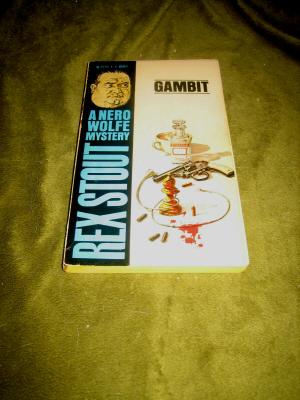 GAMBIT
A NERO
WOLFE
MYSTERY
REX STOUT